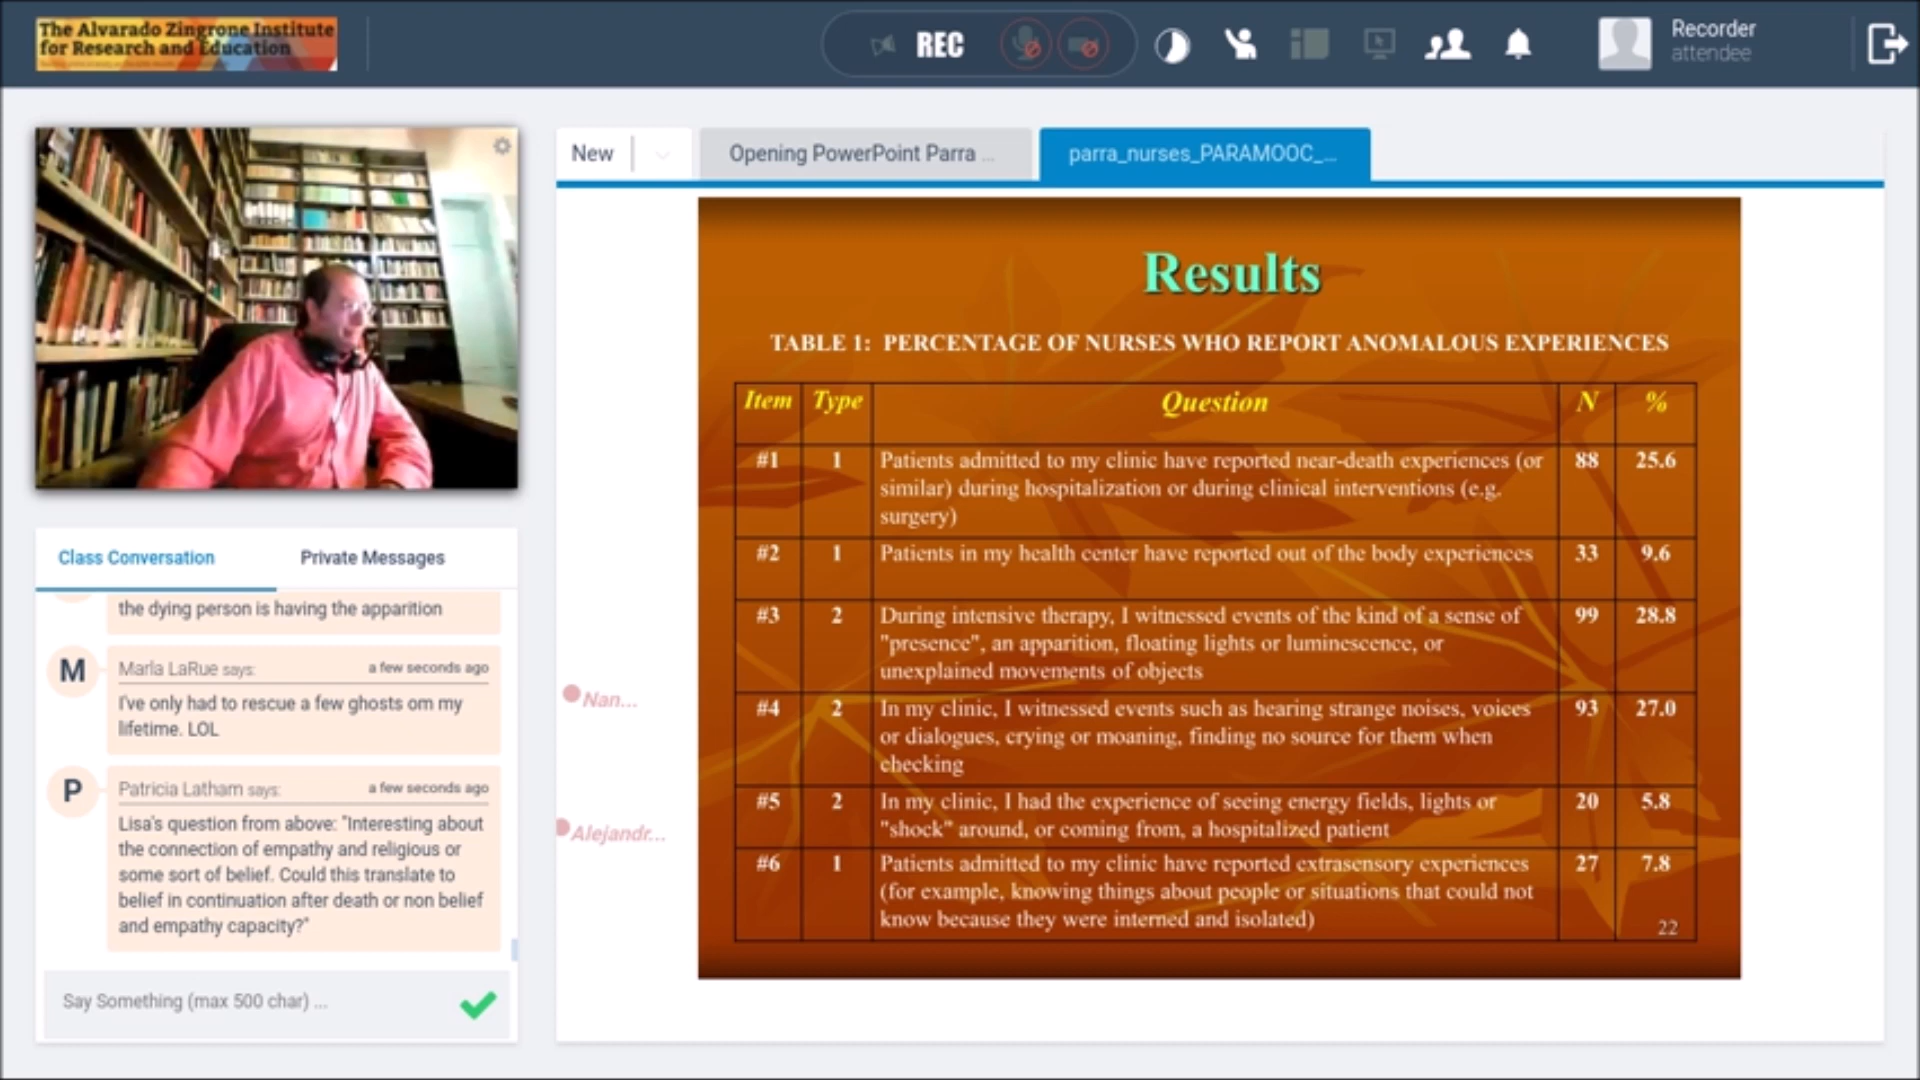 The Alvarado Zingrone Institute
for Research and Education
REC
Recorder
attendee
New
Opening PowerPoint Parra ...
parra_nurses_PARAMOOC_...
Results
TABLE 1: PERCENTAGE OF NURSES WHO REPORT ANOMALOUS EXPERIENCES
Item Type Question N %
#1 1 Patients admitted to my clinic have reported near-death experiences (or 88 25.6
similar) during hospitalization or during clinical interventions (e.g.
surgery)
#2 1 Patients in my health center have reported out of the body experiences 33 9.6
#3 2 During intensive therapy, I witnessed events of the kind of a sense of 99 28.8
"presence", an apparition, floating lights or luminescence, or
unexplained movements of objects
#4 2 In my clinic, I witnessed events such as hearing strange noises, voices 93 27.0
or dialogues, crying or moaning, finding no source for them when
checking
#5 2 In my clinic, I had the experience of seeing energy fields, lights or 20 5.8
"shock" around, or coming from, a hospitalized patient
#6 1 Patients admitted to my clinic have reported extrasensory experiences 27 7.8
(for example, knowing things about people or situations that could not
know because they were interned and isolated)
22
Nan...
Alejandr...
Class Conversation
Private Messages
the dying person is having the apparition
M
Marla LaRue says: a few seconds ago
I've only had to rescue a few ghosts om my
lifetime. LOL
P
Patricia Latham says: a few seconds ago
Lisa's question from above: "Interesting about
the connection of empathy and religious or
some sort of belief. Could this translate to
belief in continuation after death or non belief
and empathy capacity?"
Say Something (max 500 char) ...